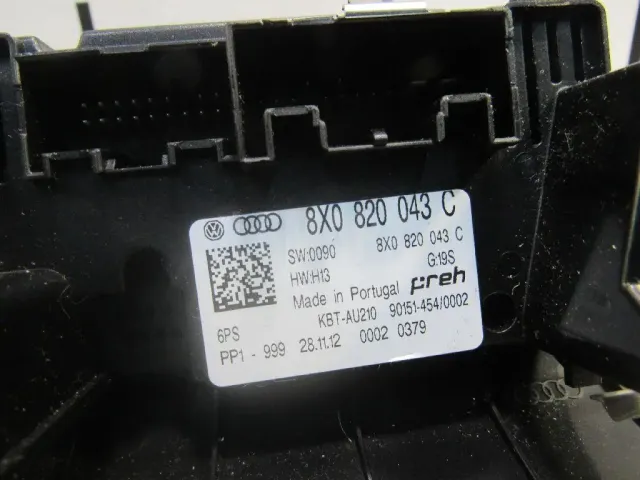 8X0 820 043 C
SW:0090 8X0 820 043 C
HW:H13 G:19S
Made in Portugal Preh
KBT-AU210 90151-454/0002
6PS
PP1 - 999 28.11.12 0002 0379